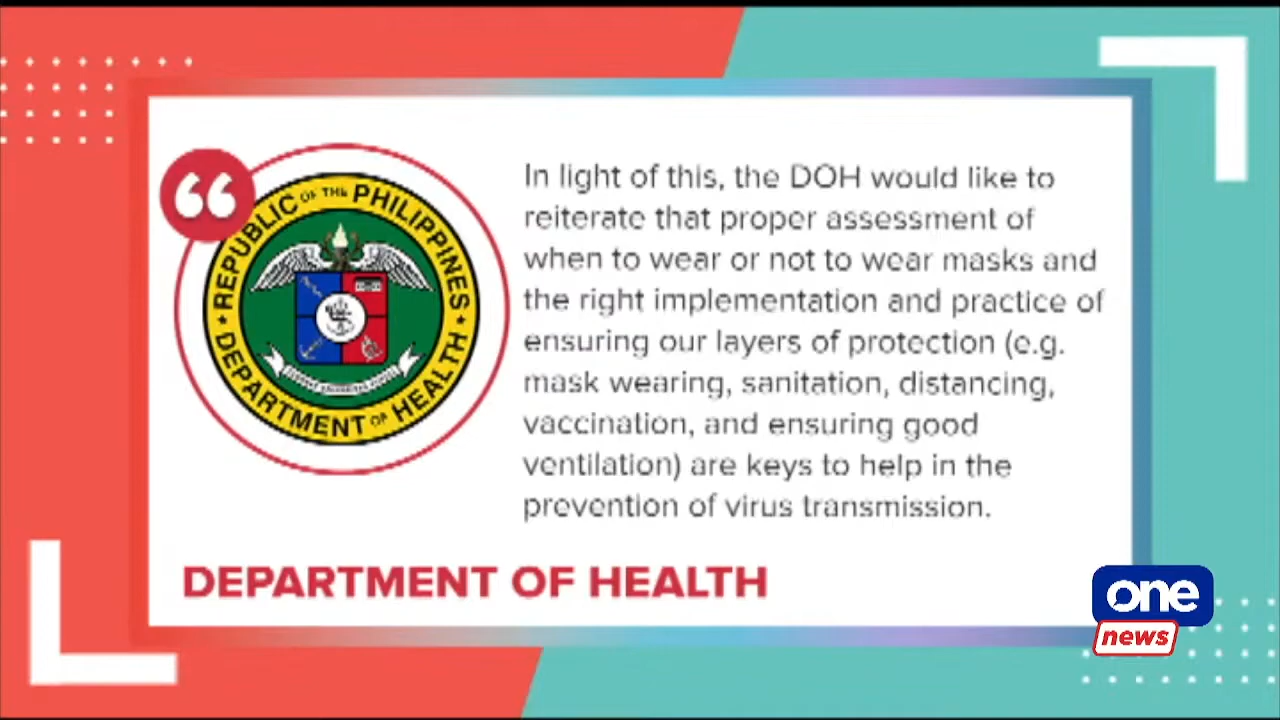 REPUBLIC OF THE PHILIPPINES
DEPARTMENT OF HEALTH
In light of this, the DOH would like to
reiterate that proper assessment of
when to wear or not to wear masks and
the right implementation and practice of
ensuring our layers of protection (e.g.
mask wearing, sanitation, distancing,
vaccination, and ensuring good
ventilation) are keys to help in the
prevention of virus transmission.
DEPARTMENT OF HEALTH
one
news